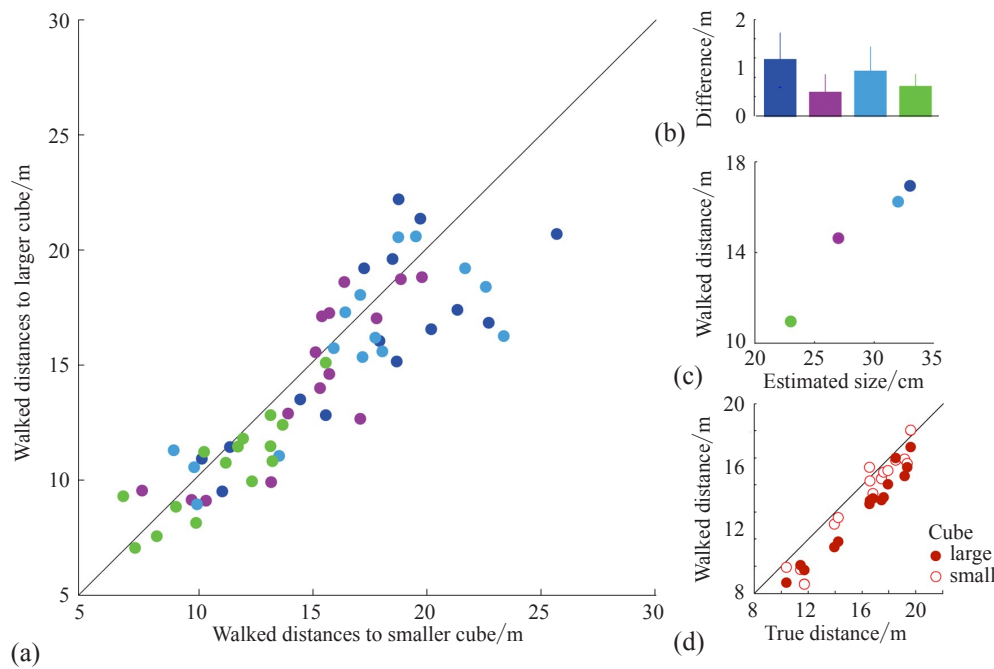 30
25
20
15
10
5
10
15
20
25
30
Walked distances to larger cube/m
Walked distances to smaller cube/m
(a)
2
1
0
Difference/m
(b)
18
14
10
20
25
30
35
Walked distance/m
Estimated size/cm
(c)
20
16
12
8
8
12
16
20
Walked distance/m
True distance/m
Cube
large
small
(d)